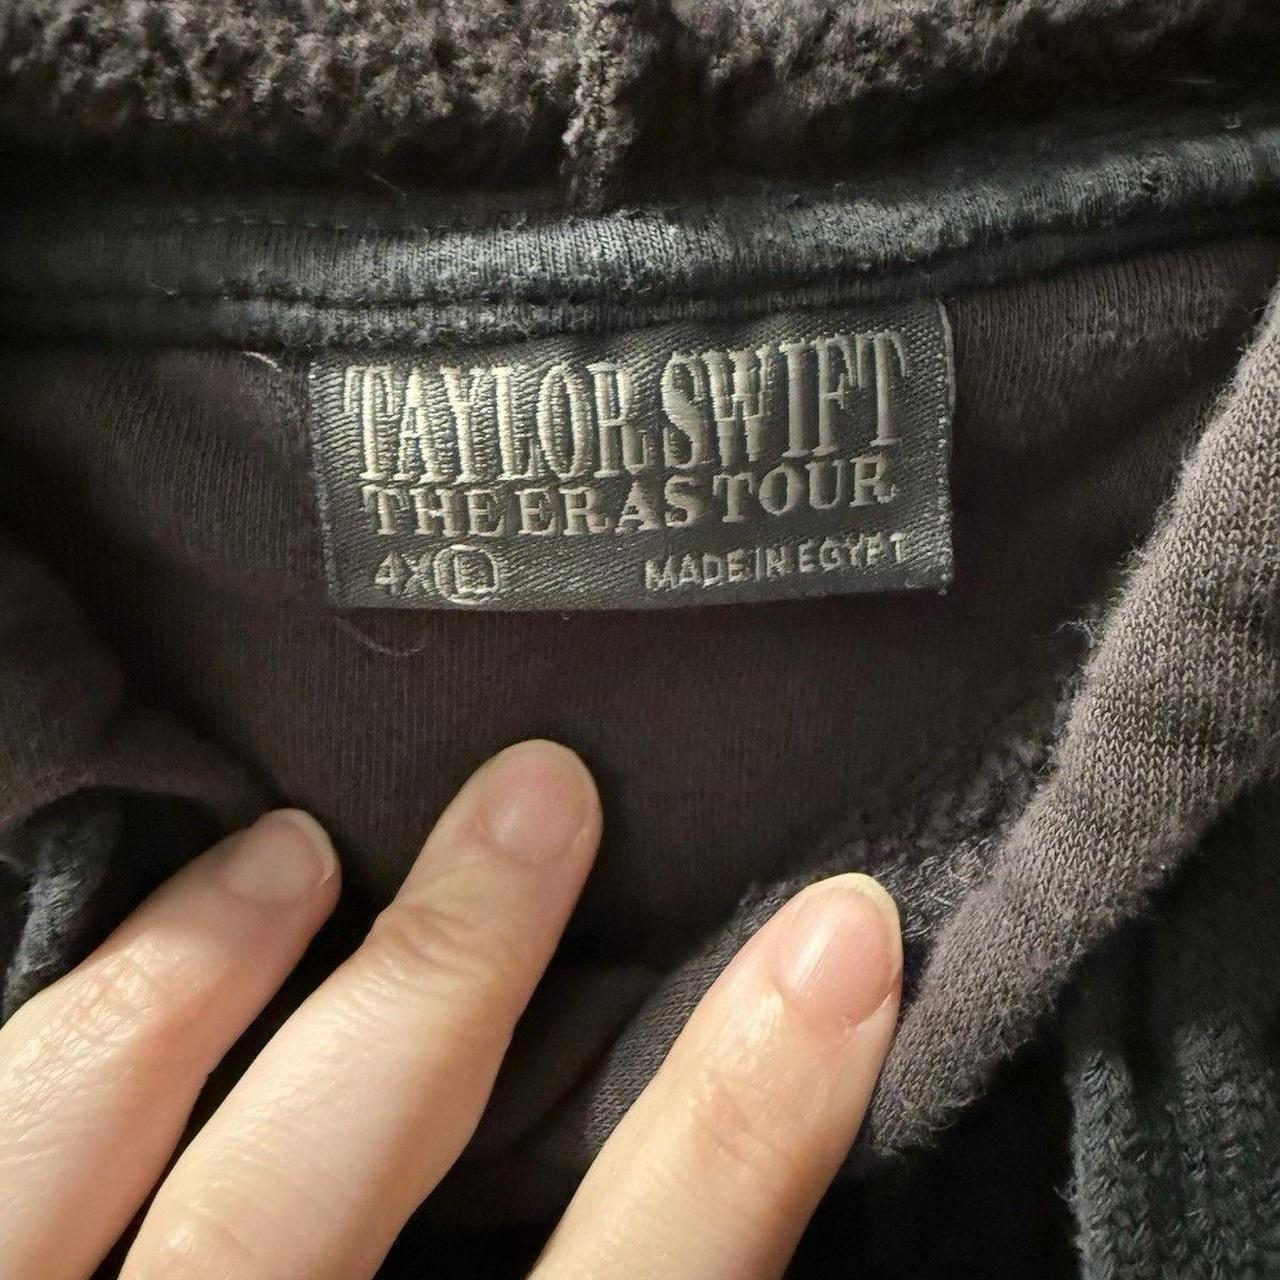 TAYLOR SWIFT
THE ERAS TOUR
4XL MADE IN EGYPT